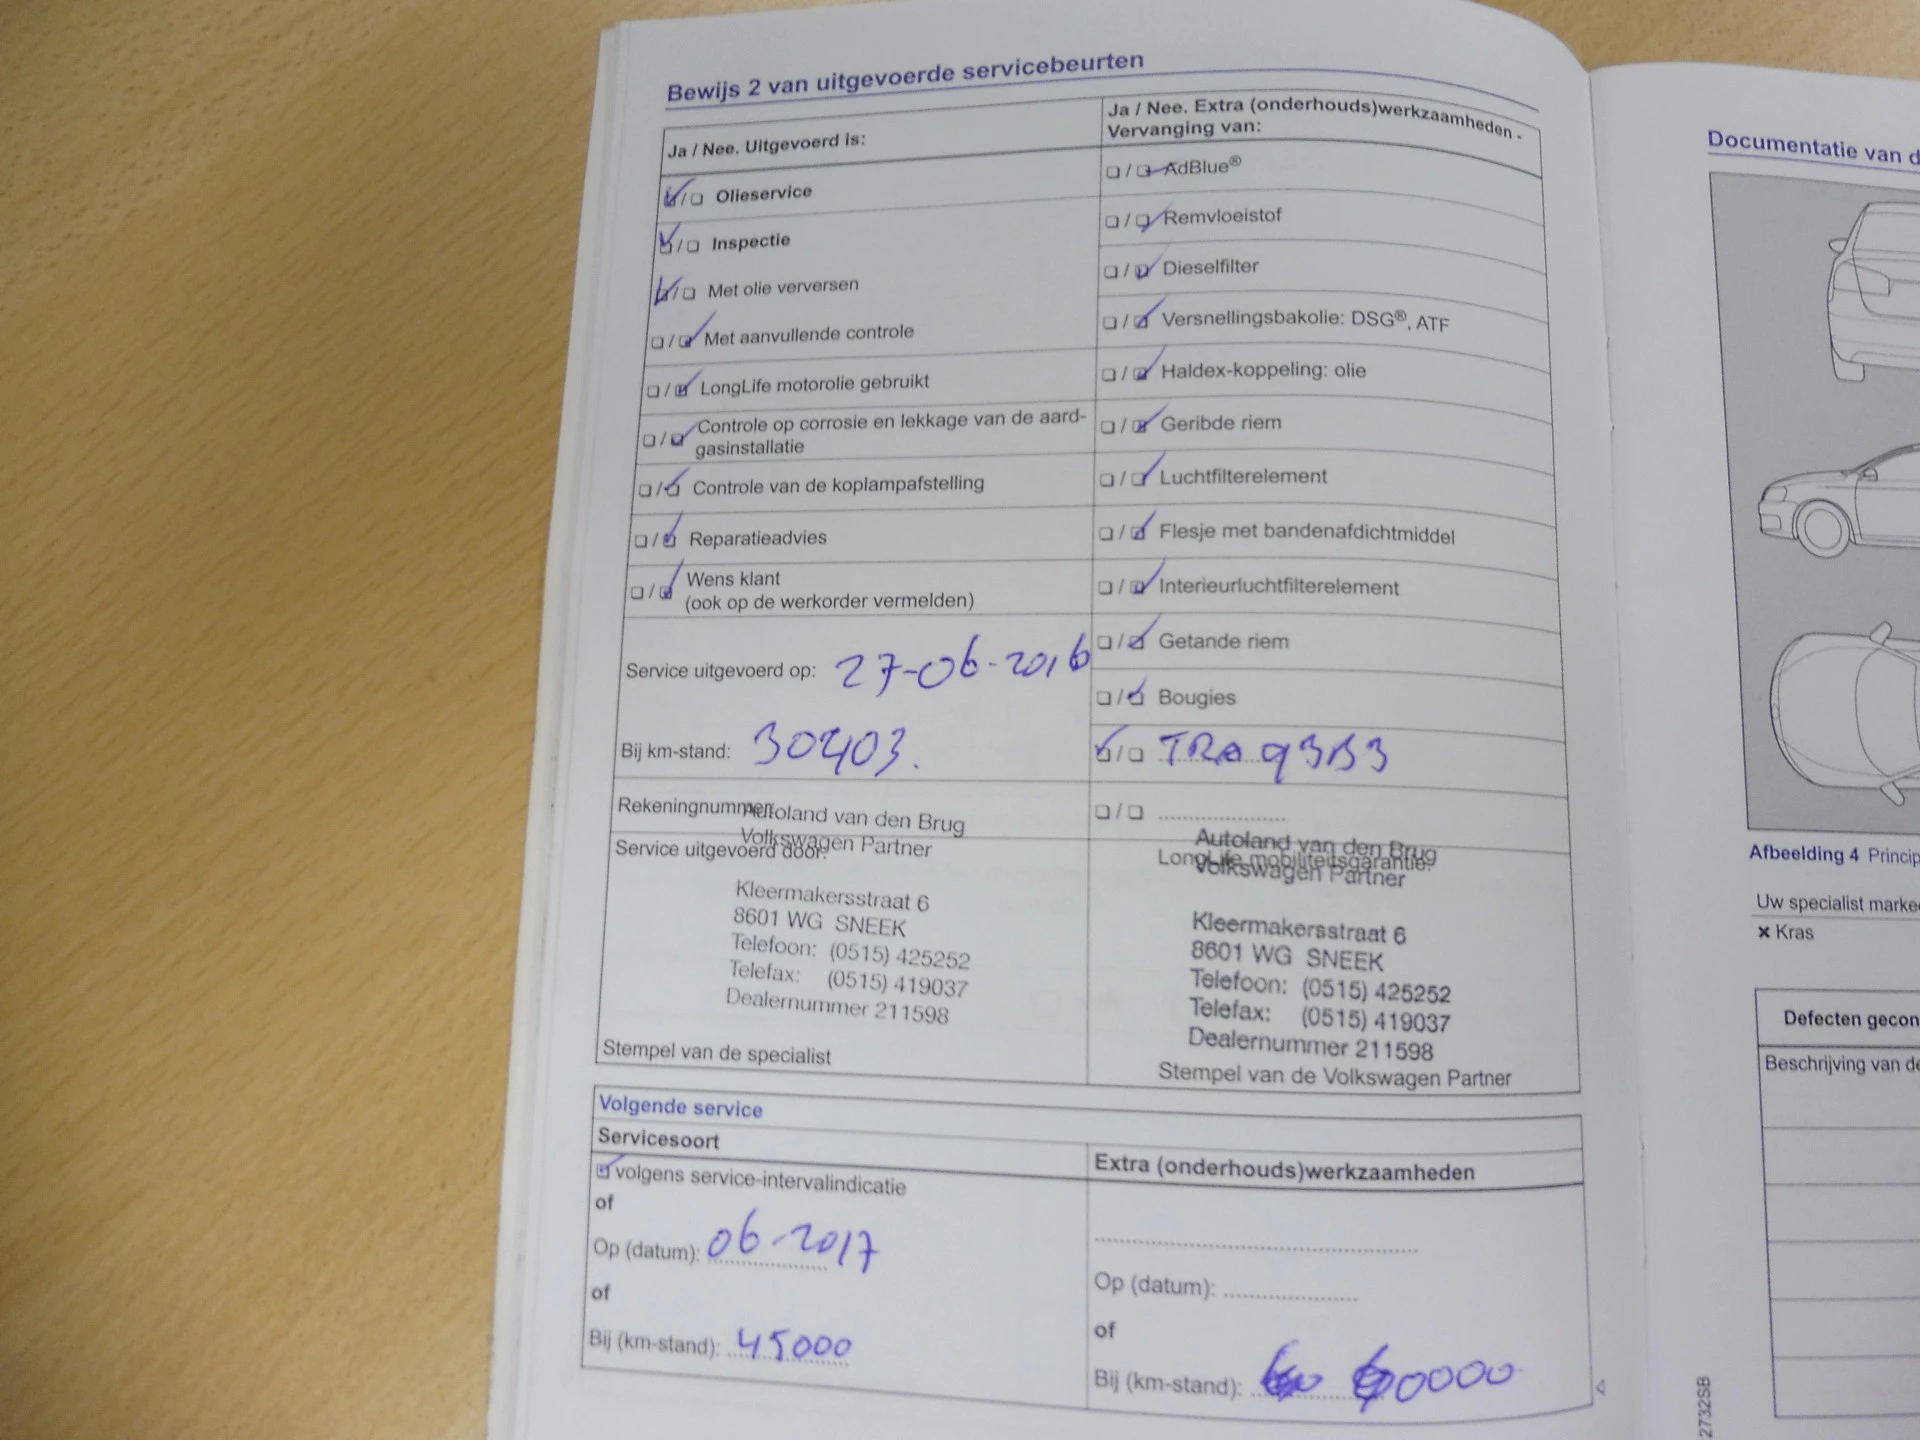 Bewijs 2 van uitgevoerde servicebeurten
Ja / Nee. Uitgevoerd is:
Olieservice
Inspectie
Met olie verversen
Met aanvullende controle
LongLife motorolie gebruikt
Controle op corrosie en lekkage van de aard-
gasinstallatie
Controle van de koplampafstelling
Reparatieadvies
Wens klant
(ook op de werkorder vermelden)
Service uitgevoerd op: 27-06-2016
Bij km-stand: 30403.
Rekeningnummer:
Autoland van den Brug
Volkswagen Partner
Service uitgevoerd door:
Kleermakersstraat 6
8601 WG SNEEK
Telefoon: (0515) 425252
Telefax: (0515) 419037
Dealernummer 211598
Stempel van de specialist
Ja / Nee. Extra (onderhouds)werkzaamheden -
Vervanging van:
AdBlue®
Remvloeistof
Dieselfilter
Versnellingsbakolie: DSG®, ATF
Haldex-koppeling: olie
Geribde riem
Luchtfilterelement
Flesje met bandenafdichtmiddel
Interieurluchtfilterelement
Getande riem
Bougies
Autoland van den Brug
LongLife mobiliteitsgarantie:
Volkswagen Partner
Kleermakersstraat 6
8601 WG SNEEK
Telefoon: (0515) 425252
Telefax: (0515) 419037
Dealernummer 211598
Stempel van de Volkswagen Partner
Volgende service
Servicesoort
volgens service-intervalindicatie
of
Op (datum): 06-2017
of
Bij (km-stand): 45000
Extra (onderhouds)werkzaamheden
Op (datum):
of
Bij (km-stand): 60000
Documentatie van d
Afbeelding 4 Princip
Uw specialist marke
× Kras
Defecten gecon
Beschrijving van de
2732SB